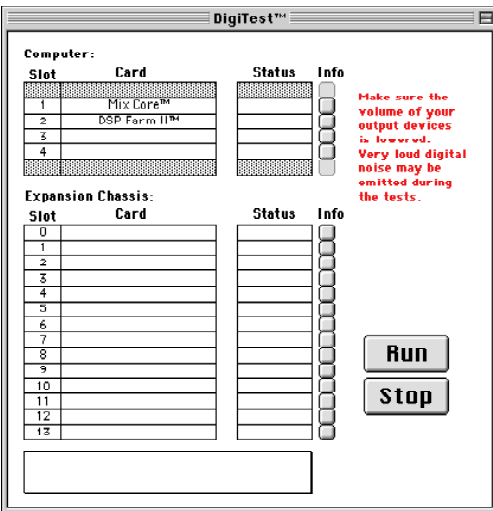 DigiTest™
Computer:
Slot Card Status Info
1 Mix Core™
2 DSP Farm II™
3
4
Make sure the
volume of your
output devices
is lowered.
Very loud digital
noise may be
emitted during
the tests.
Expansion Chassis:
Slot Card Status Info
0
1
2
3
4
5
6
7
8
9
10
11
12
13
Run
Stop